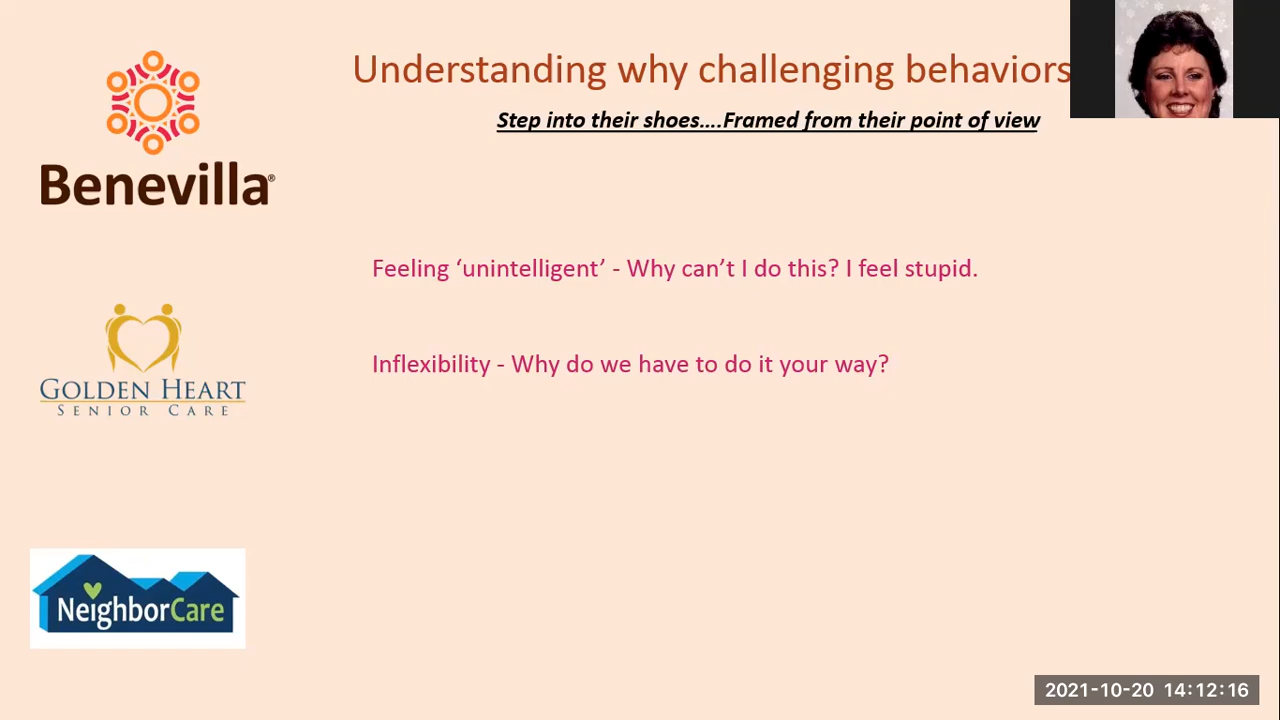 Understanding why challenging behaviors
Step into their shoes....Framed from their point of view
Benevilla®
Feeling ‘unintelligent’ - Why can’t I do this? I feel stupid.
Inflexibility - Why do we have to do it your way?
GOLDEN HEART
SENIOR CARE
NeighborCare
2021-10-20 14:12:16